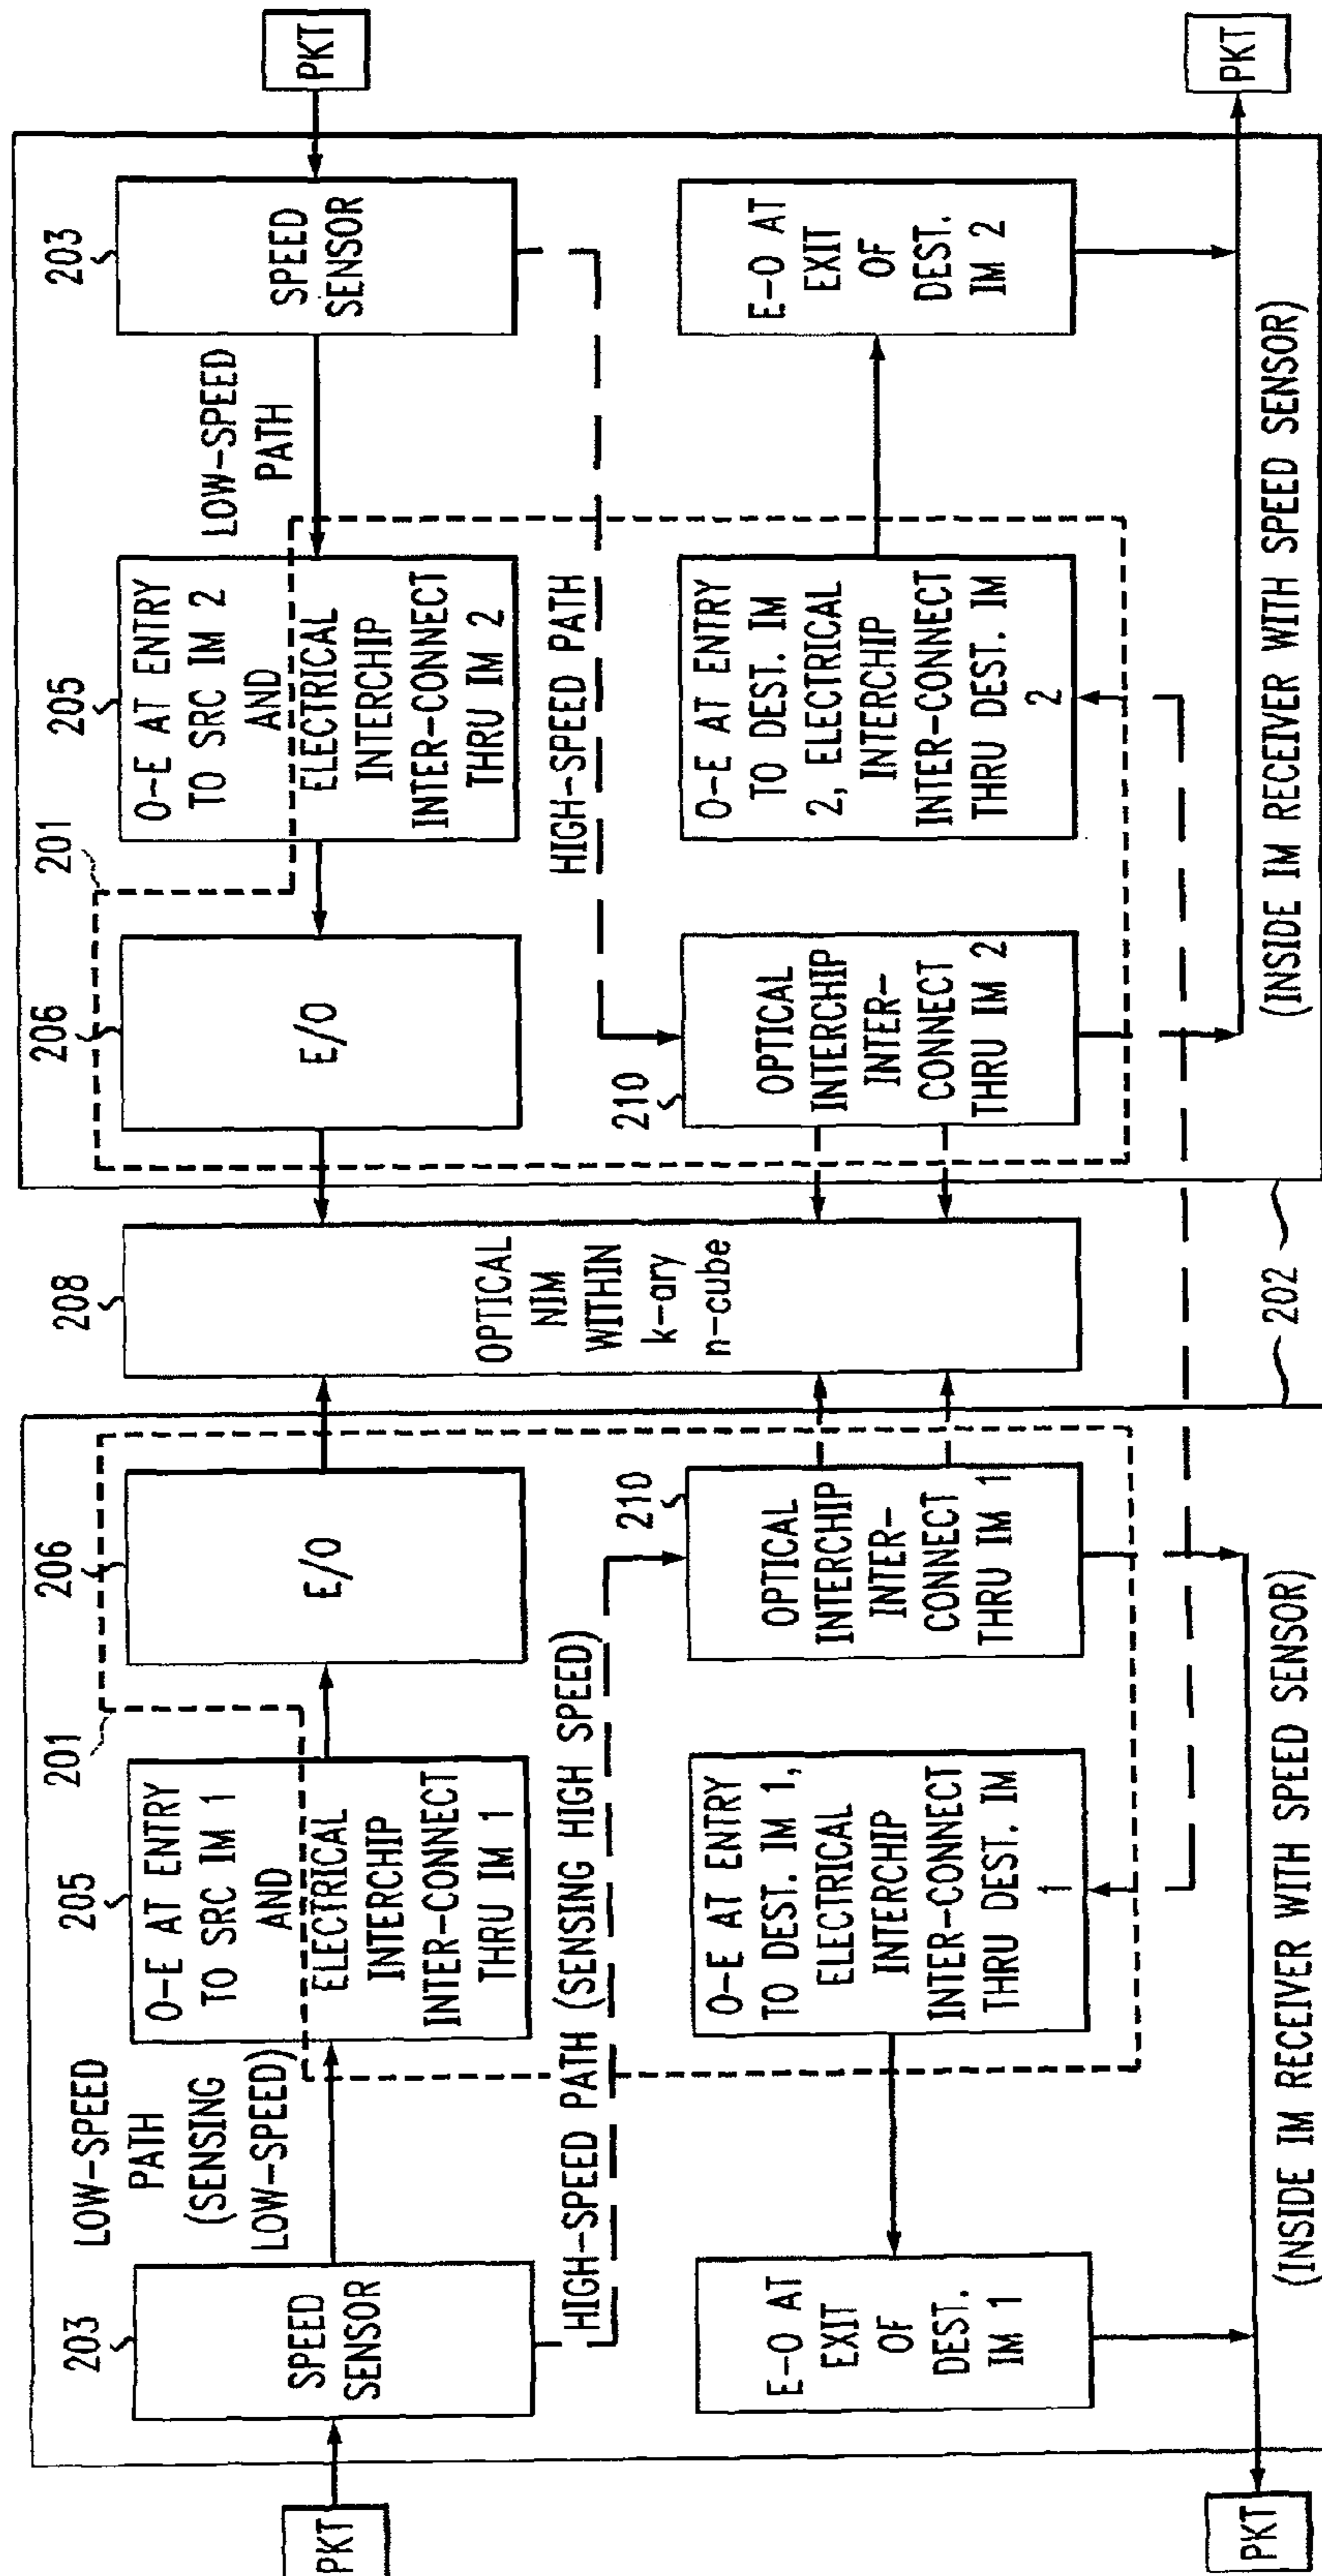 203
205
201
206
208
206
201
205
203
PKT
SPEED
SENSOR
LOW-SPEED
PATH
(SENSING
LOW-SPEED)
O-E AT ENTRY
TO SRC IM 1
AND
ELECTRICAL
INTERCHIP
INTER-CONNECT
THRU IM 1
E/O
OPTICAL
NIM
WITHIN
k-ary
n-cube
E/O
O-E AT ENTRY
TO SRC IM 2
AND
ELECTRICAL
INTERCHIP
INTER-CONNECT
THRU IM 2
LOW-SPEED
PATH
SPEED
SENSOR
PKT
HIGH-SPEED PATH (SENSING HIGH SPEED)
HIGH-SPEED PATH
E-O AT
EXIT
OF
DEST.
IM 1
O-E AT ENTRY
TO DEST. IM 1,
ELECTRICAL
INTERCHIP
INTER-CONNECT
THRU DEST. IM
1
210
OPTICAL
INTERCHIP
INTER-
CONNECT
THRU IM 1
210
OPTICAL
INTERCHIP
INTER-
CONNECT
THRU IM 2
O-E AT ENTRY
TO DEST. IM
2, ELECTRICAL
INTERCHIP
INTER-CONNECT
THRU DEST. IM
2
E-O AT
EXIT
OF
DEST.
IM 2
PKT
(INSIDE IM RECEIVER WITH SPEED SENSOR)
202
(INSIDE IM RECEIVER WITH SPEED SENSOR)
PKT